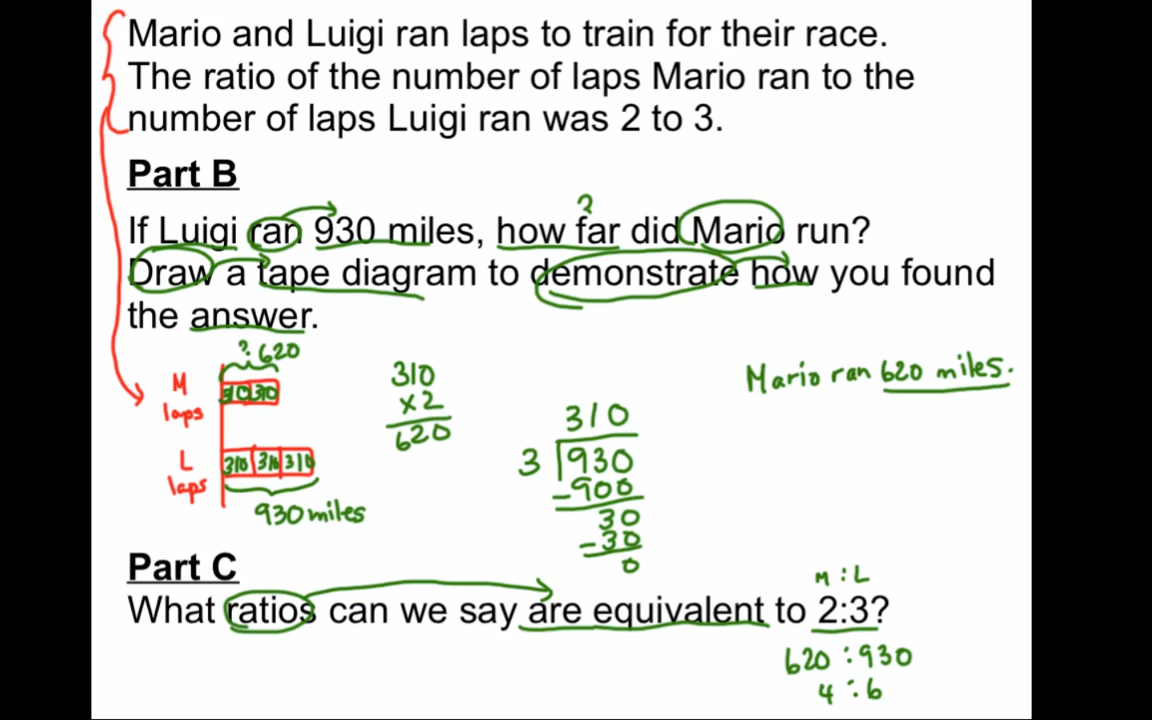 Mario and Luigi ran laps to train for their race.
The ratio of the number of laps Mario ran to the
number of laps Luigi ran was 2 to 3.
Part B
?
If Luigi ran 930 miles, how far did Mario run?
Draw a tape diagram to demonstrate how you found
the answer.
? 620
M
laps
310 310
L
laps
310 310 310
930 miles
310
x2
620
310
3 930
-900
30
-30
0
Mario ran 620 miles.
Part C
M : L
What ratios can we say are equivalent to 2:3?
620 : 930
4 : 6